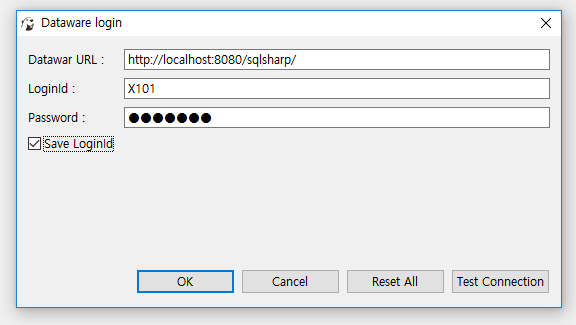 Dataware login
Datawar URL :
http://localhost:8080/sqlsharp/
LoginId :
X101
Password :
●●●●●●●
Save LoginId
OK Cancel Reset All Test Connection